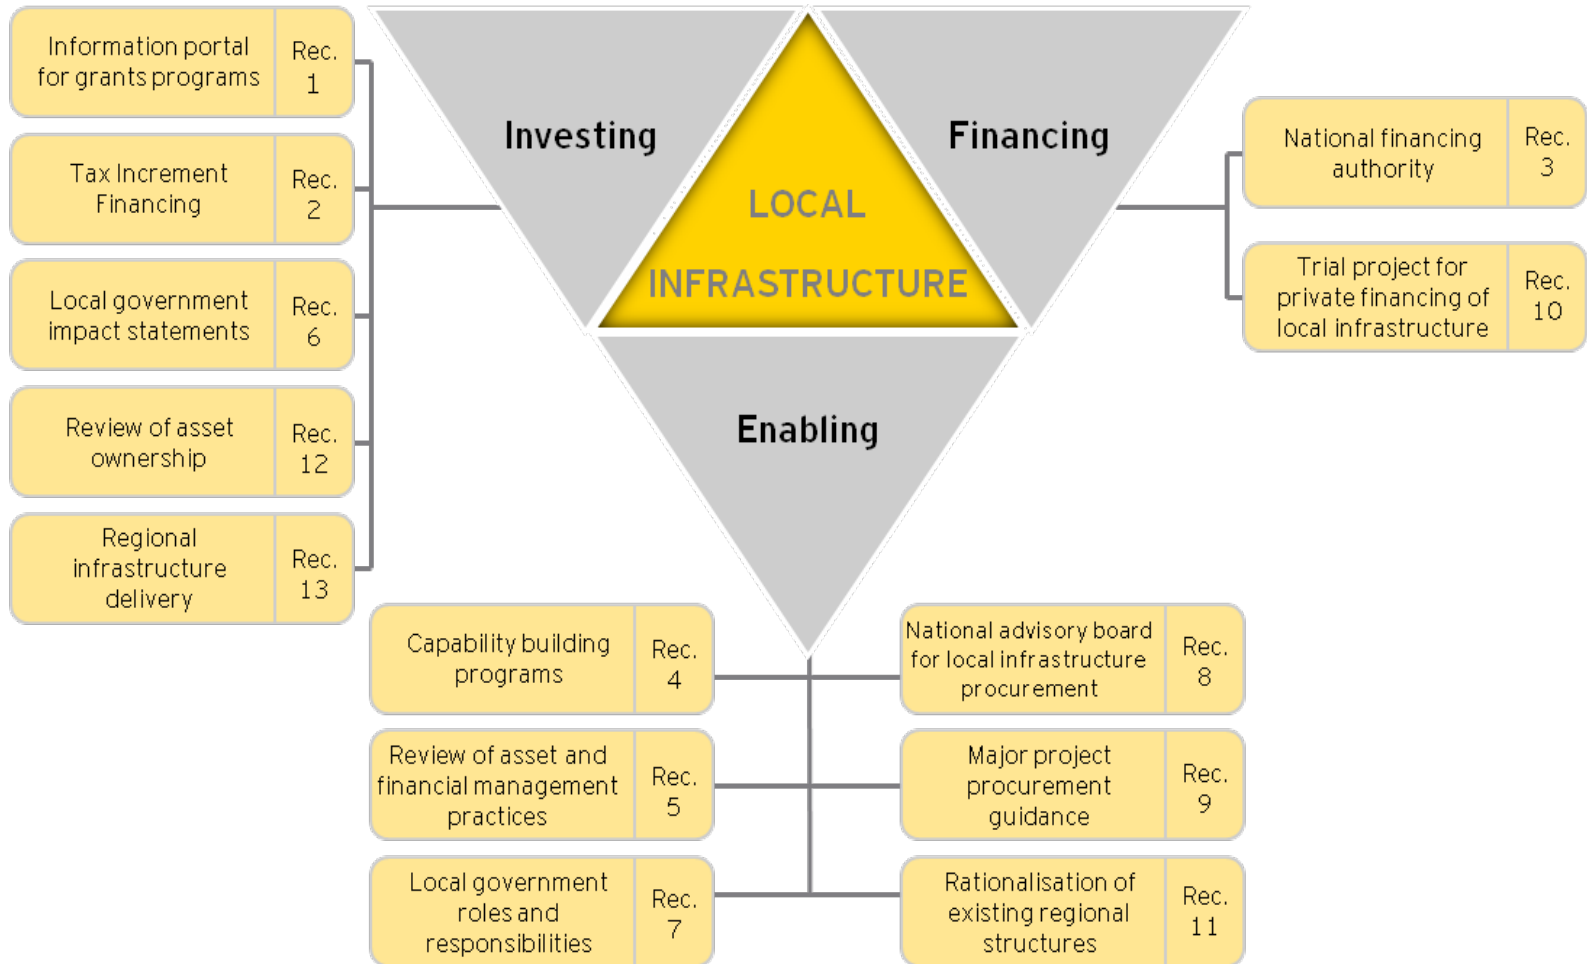 Information portal
for grants programs
Rec.
1
Tax Increment
Financing
Rec.
2
Local government
impact statements
Rec.
6
Review of asset
ownership
Rec.
12
Regional
infrastructure
delivery
Rec.
13
Investing
LOCAL
INFRASTRUCTURE
Financing
Enabling
National financing
authority
Rec.
3
Trial project for
private financing of
local infrastructure
Rec.
10
Capability building
programs
Rec.
4
Review of asset and
financial management
practices
Rec.
5
Local government
roles and
responsibilities
Rec.
7
National advisory board
for local infrastructure
procurement
Rec.
8
Major project
procurement
guidance
Rec.
9
Rationalisation of
existing regional
structures
Rec.
11